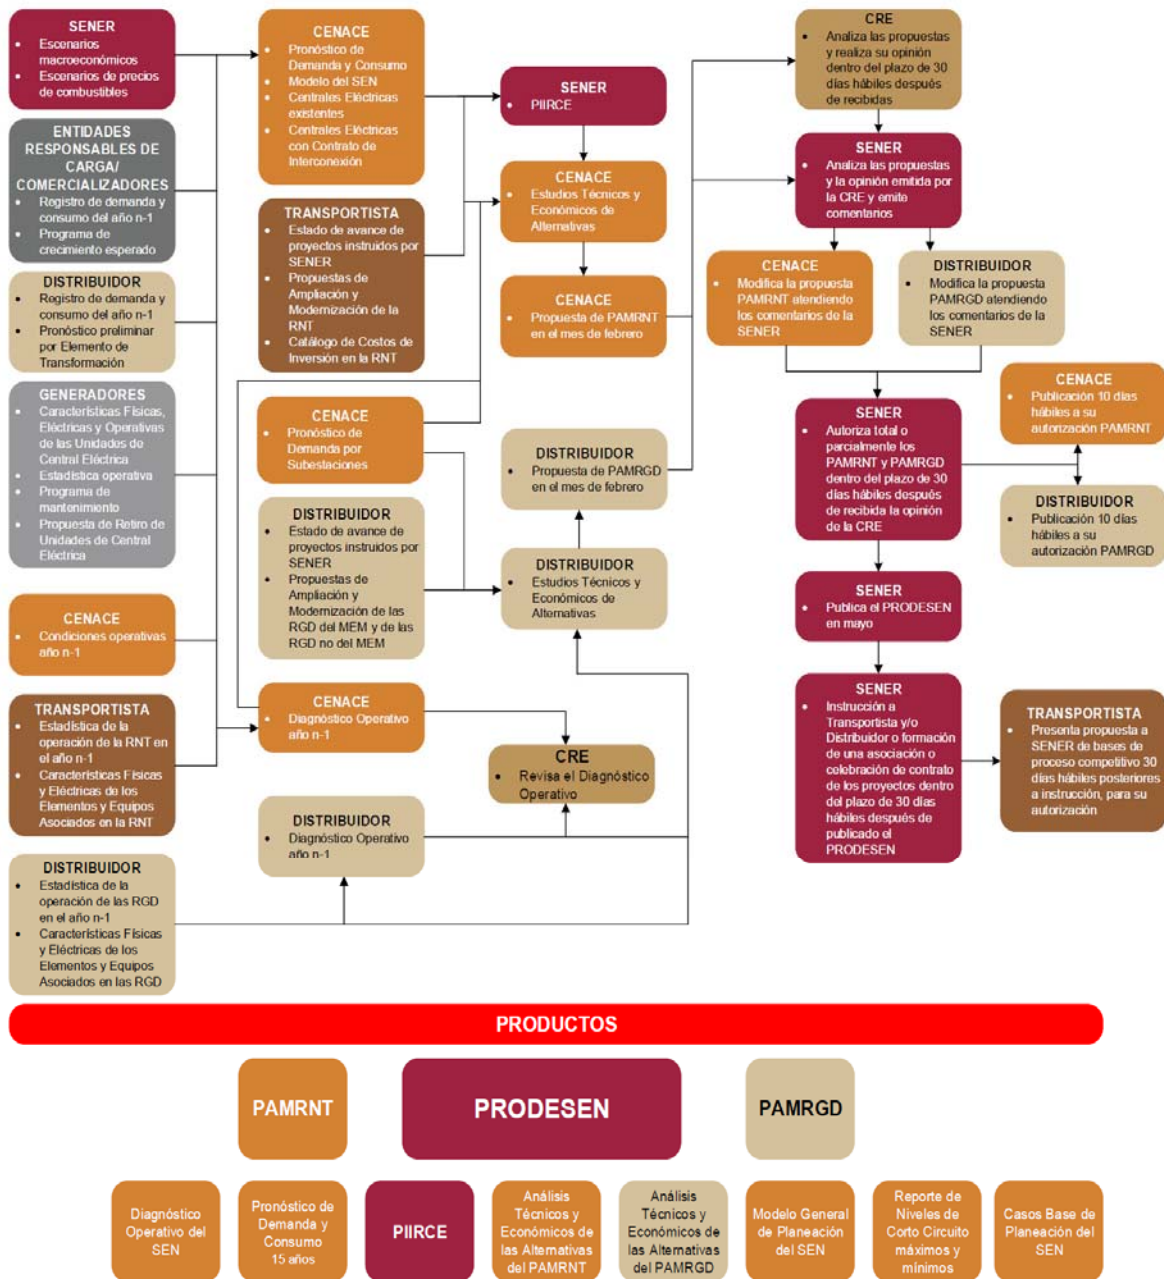 SENER
• Escenarios
macroeconómicos
• Escenarios de precios
de combustibles
ENTIDADES
RESPONSABLES DE
CARGA/
COMERCIALIZADORES
• Registro de demanda y
consumo del año n-1
• Programa de
crecimiento esperado
DISTRIBUIDOR
• Registro de demanda y
consumo del año n-1
• Pronóstico preliminar
por Elemento de
Transformación
GENERADORES
• Características Físicas,
Eléctricas y Operativas
de las Unidades de
Central Eléctrica
• Estadística operativa
• Programa de
mantenimiento
• Propuesta de Retiro de
Unidades de Central
Eléctrica
CENACE
• Condiciones operativas
año n-1
TRANSPORTISTA
• Estadística de la
operación de la RNT en
el año n-1
• Características Físicas
y Eléctricas de los
Elementos y Equipos
Asociados en la RNT
DISTRIBUIDOR
• Estadística de la
operación de las RGD
en el año n-1
• Características Físicas
y Eléctricas de los
Elementos y Equipos
Asociados en las RGD
CENACE
• Pronóstico de
Demanda y Consumo
• Modelo del SEN
• Centrales Eléctricas
existentes
• Centrales Eléctricas
con Contrato de
Interconexión
TRANSPORTISTA
• Estado de avance de
proyectos instruidos por
SENER
• Propuestas de
Ampliación y
Modernización de la
RNT
• Catálogo de Costos de
Inversión en la RNT
CENACE
• Pronóstico de
Demanda por
Subestaciones
DISTRIBUIDOR
• Estado de avance de
proyectos instruidos por
SENER
• Propuestas de
Ampliación y
Modernización de las
RGD del MEM y de las
RGD no del MEM
CENACE
• Diagnóstico Operativo
año n-1
DISTRIBUIDOR
• Diagnóstico Operativo
año n-1
SENER
• PIIRCE
CENACE
• Estudios Técnicos y
Económicos de
Alternativas
CENACE
• Propuesta de PAMRNT
en el mes de febrero
DISTRIBUIDOR
• Propuesta de PAMRGD
en el mes de febrero
DISTRIBUIDOR
• Estudios Técnicos y
Económicos de
Alternativas
CRE
• Revisa el Diagnóstico
Operativo
CRE
• Analiza las propuestas
y realiza su opinión
dentro del plazo de 30
días hábiles después
de recibidas
SENER
• Analiza las propuestas
y la opinión emitida por
la CRE y emite
comentarios
CENACE
• Modifica la propuesta
PAMRNT atendiendo
los comentarios de la
SENER
DISTRIBUIDOR
• Modifica la propuesta
PAMRGD atendiendo
los comentarios de la
SENER
SENER
• Autoriza total o
parcialmente los
PAMRNT y PAMRGD
dentro del plazo de 30
días hábiles después
de recibida la opinión
de la CRE
CENACE
• Publicación 10 días
hábiles a su
autorización PAMRNT
DISTRIBUIDOR
• Publicación 10 días
hábiles a su
autorización PAMRGD
SENER
• Publica el PRODESEN
en mayo
SENER
• Instrucción a
Transportista y/o
Distribuidor o formación
de una asociación o
celebración de contrato
de los proyectos dentro
del plazo de 30 días
hábiles después de
publicado el
PRODESEN
TRANSPORTISTA
• Presenta propuesta a
SENER de bases de
proceso competitivo 30
días hábiles posteriores
a instrucción, para su
autorización
PRODUCTOS
PAMRNT
PRODESEN
PAMRGD
Diagnóstico
Operativo del
SEN
Pronóstico de
Demanda y
Consumo
15 años
PIIRCE
Análisis
Técnicos y
Económicos de
las Alternativas
del PAMRNT
Análisis
Técnicos y
Económicos de
las Alternativas
del PAMRGD
Modelo General
de Planeación
del SEN
Reporte de
Niveles de
Corto Circuito
máximos y
mínimos
Casos Base de
Planeación del
SEN